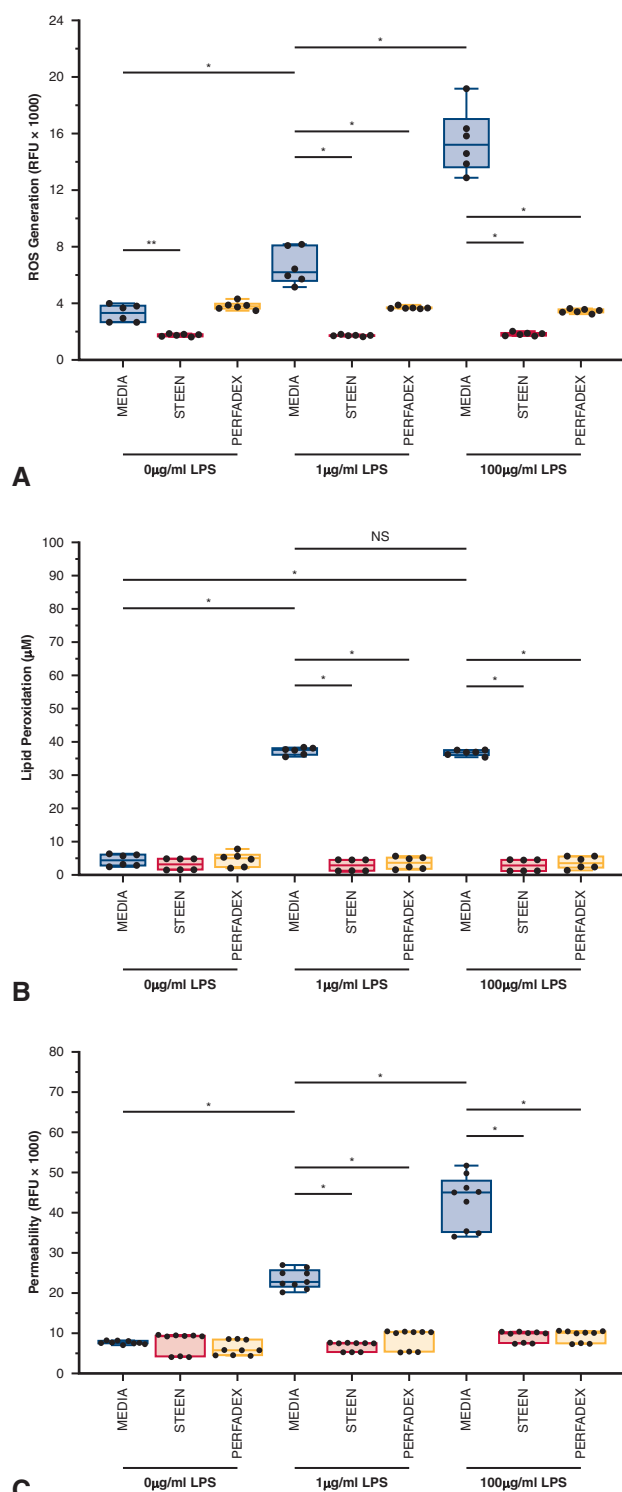 ROS Generation (RFU × 1000)
24
20
16
12
8
4
0
*
*
*
*
*
*
**
MEDIA
STEEN
PERFADEX
MEDIA
STEEN
PERFADEX
MEDIA
STEEN
PERFADEX
0µg/ml LPS
1µg/ml LPS
100µg/ml LPS
A
Lipid Peroxidation (µM)
100
90
80
70
60
50
40
30
20
10
0
NS
*
*
*
*
*
*
MEDIA
STEEN
PERFADEX
MEDIA
STEEN
PERFADEX
MEDIA
STEEN
PERFADEX
0µg/ml LPS
1µg/ml LPS
100µg/ml LPS
B
Permeability (RFU × 1000)
80
70
60
50
40
30
20
10
0
*
*
*
*
*
*
MEDIA
STEEN
PERFADEX
MEDIA
STEEN
PERFADEX
MEDIA
STEEN
PERFADEX
0µg/ml LPS
1µg/ml LPS
100µg/ml LPS
C